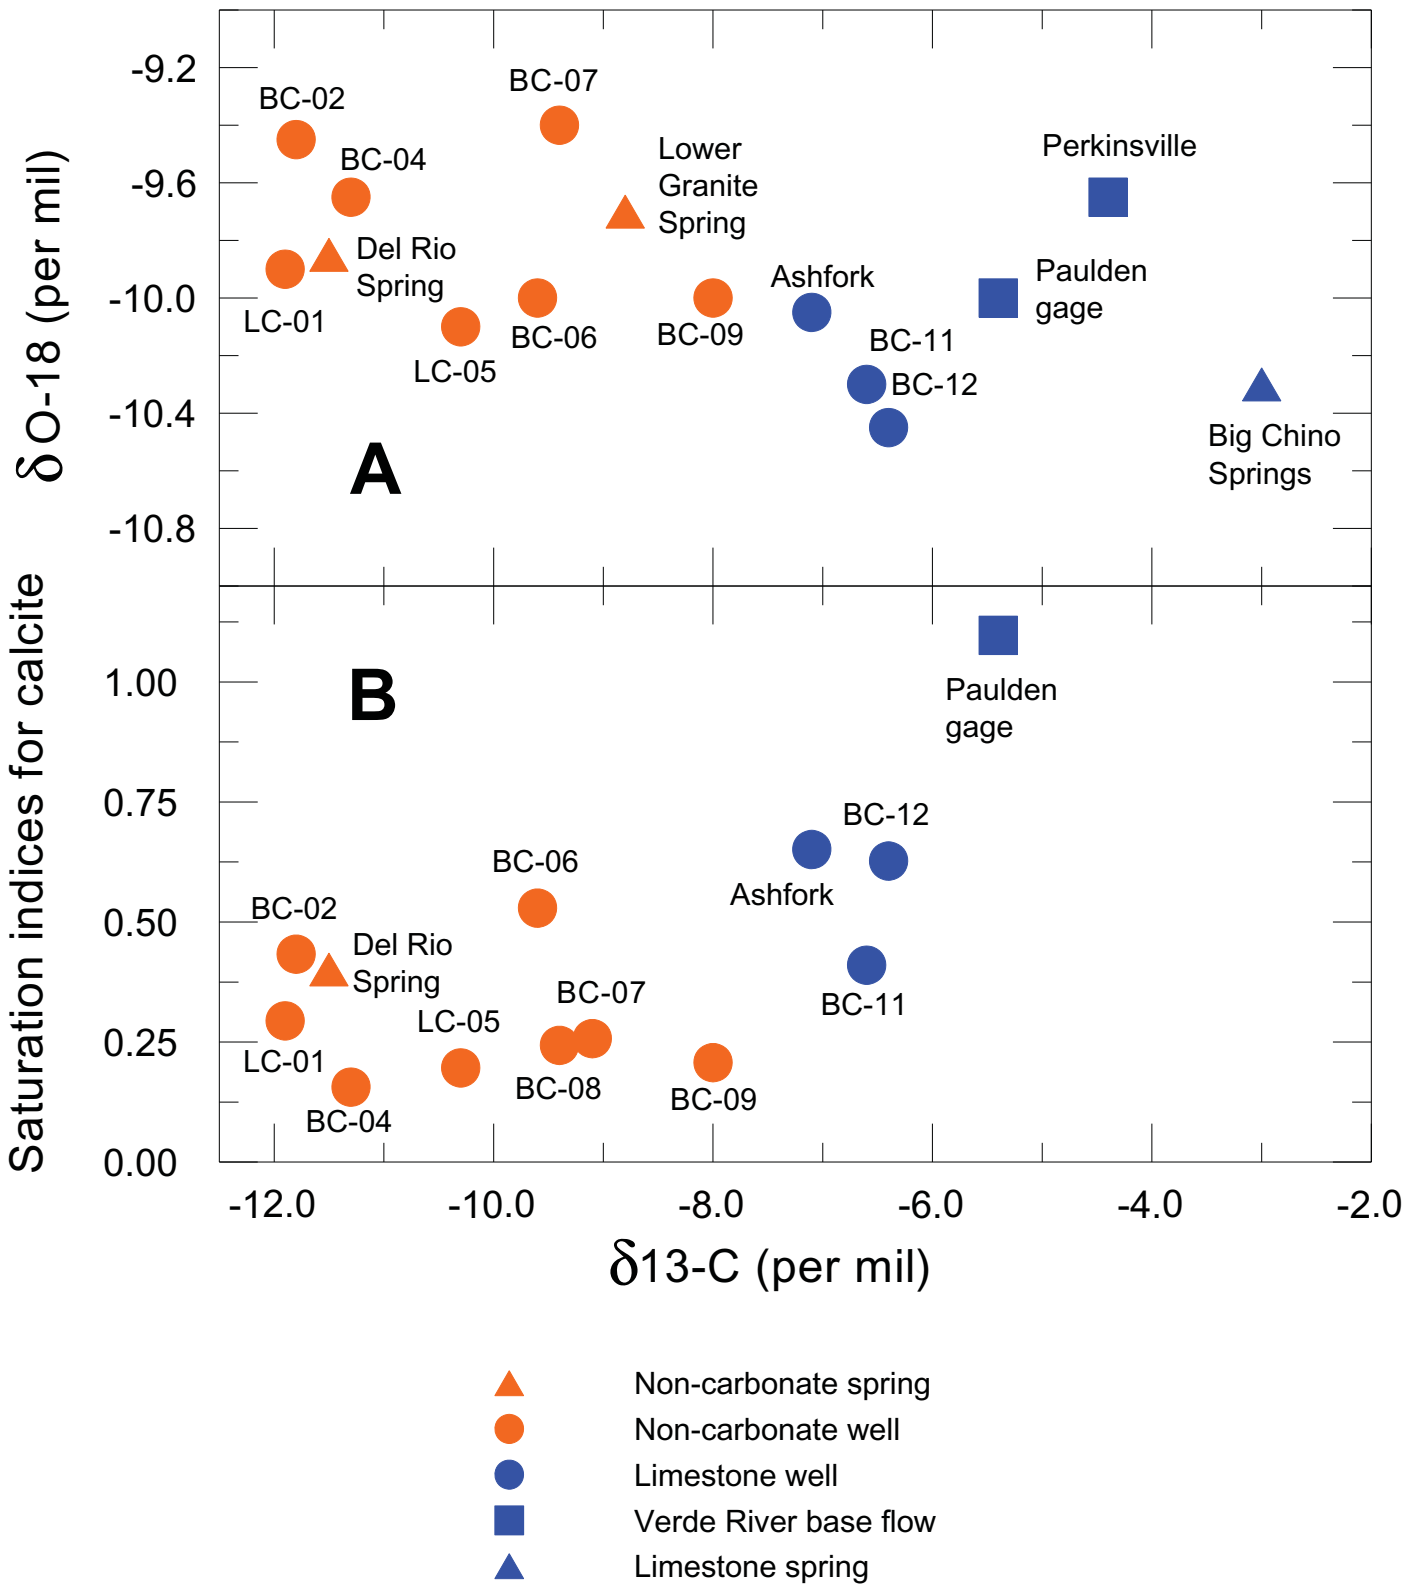 -9.2
-9.6
-10.0
-10.4
-10.8
δ O-18 (per mil)
BC-02
BC-07
BC-04
Lower
Granite
Spring
Perkinsville
Del Rio
Spring
LC-01
LC-05
BC-06
BC-09
Ashfork
Paulden
gage
BC-11
BC-12
Big Chino
Springs
A
Saturation indices for calcite
1.00
0.75
0.50
0.25
0.00
B
Paulden
gage
BC-12
Ashfork
BC-11
BC-06
BC-02
Del Rio
Spring
BC-07
LC-05
LC-01
BC-08
BC-09
BC-04
-12.0
-10.0
-8.0
-6.0
-4.0
-2.0
δ13-C (per mil)
Non-carbonate spring
Non-carbonate well
Limestone well
Verde River base flow
Limestone spring